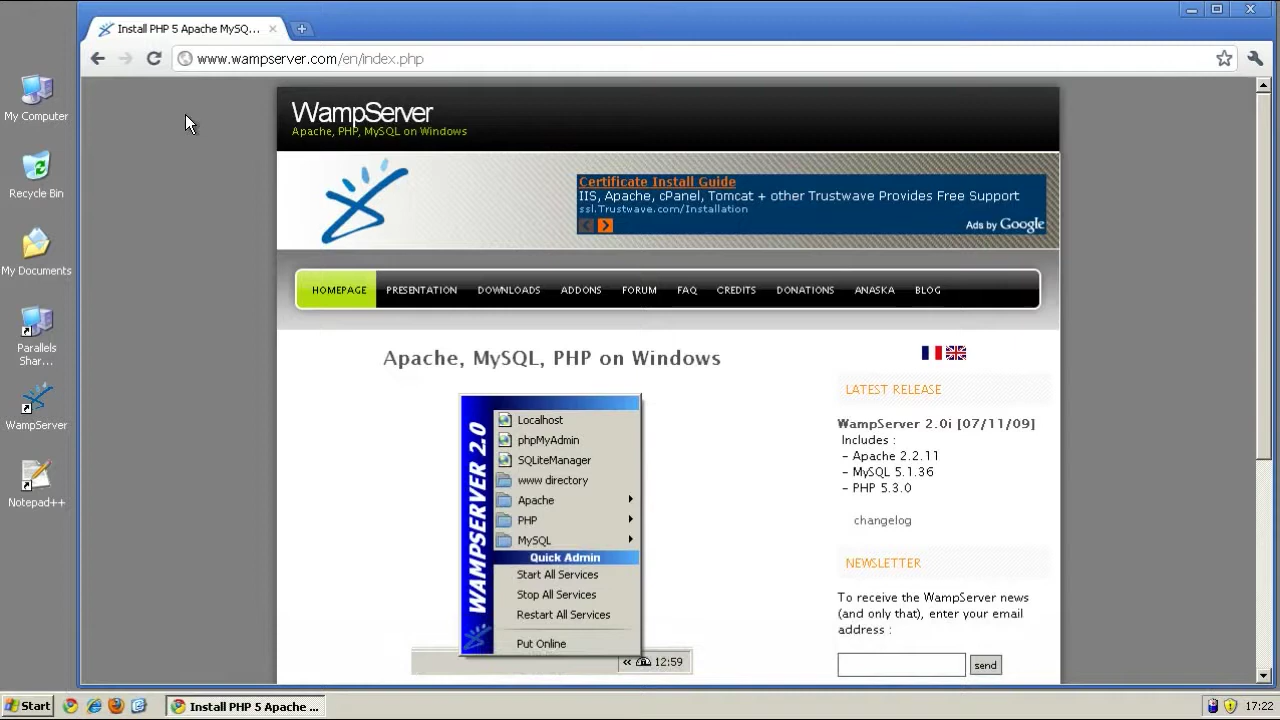 Install PHP 5 Apache MySQ...
www.wampserver.com/en/index.php
My Computer
Recycle Bin
My Documents
Parallels
Shar...
WampServer
Notepad++
WampServer
Apache, PHP, MySQL on Windows
Certificate Install Guide
IIS, Apache, cPanel, Tomcat + other Trustwave Provides Free Support
ssl.Trustwave.com/Installation
Ads by Google
HOMEPAGE PRESENTATION DOWNLOADS ADDONS FORUM FAQ CREDITS DONATIONS ANASKA BLOG
Apache, MySQL, PHP on Windows
WAMPSERVER 2.0
Localhost
phpMyAdmin
SQLiteManager
www directory
Apache
PHP
MySQL
Quick Admin
Start All Services
Stop All Services
Restart All Services
Put Online
« 12:59
LATEST RELEASE
WampServer 2.0i [07/11/09]
Includes :
- Apache 2.2.11
- MySQL 5.1.36
- PHP 5.3.0
changelog
NEWSLETTER
To receive the WampServer news
(and only that), enter your email
address :
send
Start
Install PHP 5 Apache ...
17:22